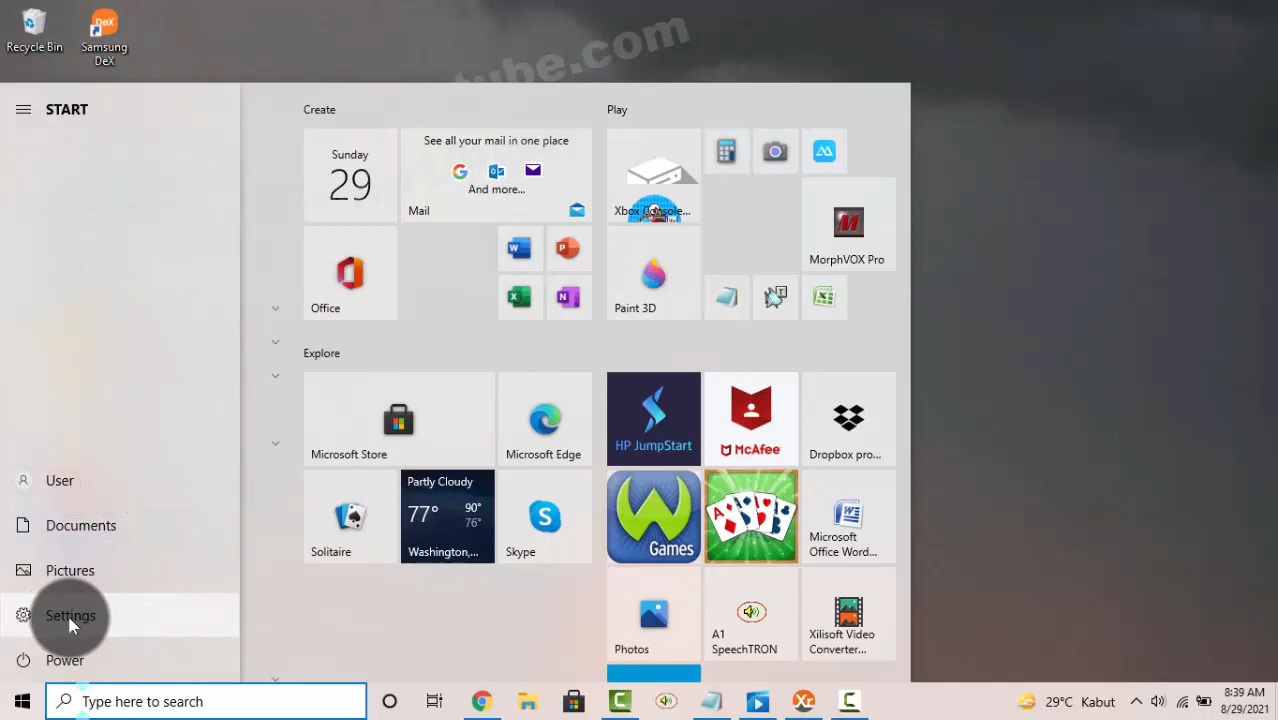 Recycle Bin
Samsung
DeX
tube.com
START
User
Documents
Pictures
Settings
Power
Create
Sunday
29
See all your mail in one place
And more...
Mail
Office
Play
Xbox Console...
MorphVOX Pro
Paint 3D
Explore
Microsoft Store
Microsoft Edge
HP JumpStart
McAfee
Dropbox pro...
Solitaire
Partly Cloudy
77°
90°
76°
Washington,...
Skype
Games
Microsoft
Office Word...
Photos
A1
SpeechTRON
Xilisoft Video
Converter...
Type here to search
29°C Kabut
8:39 AM
8/29/2021